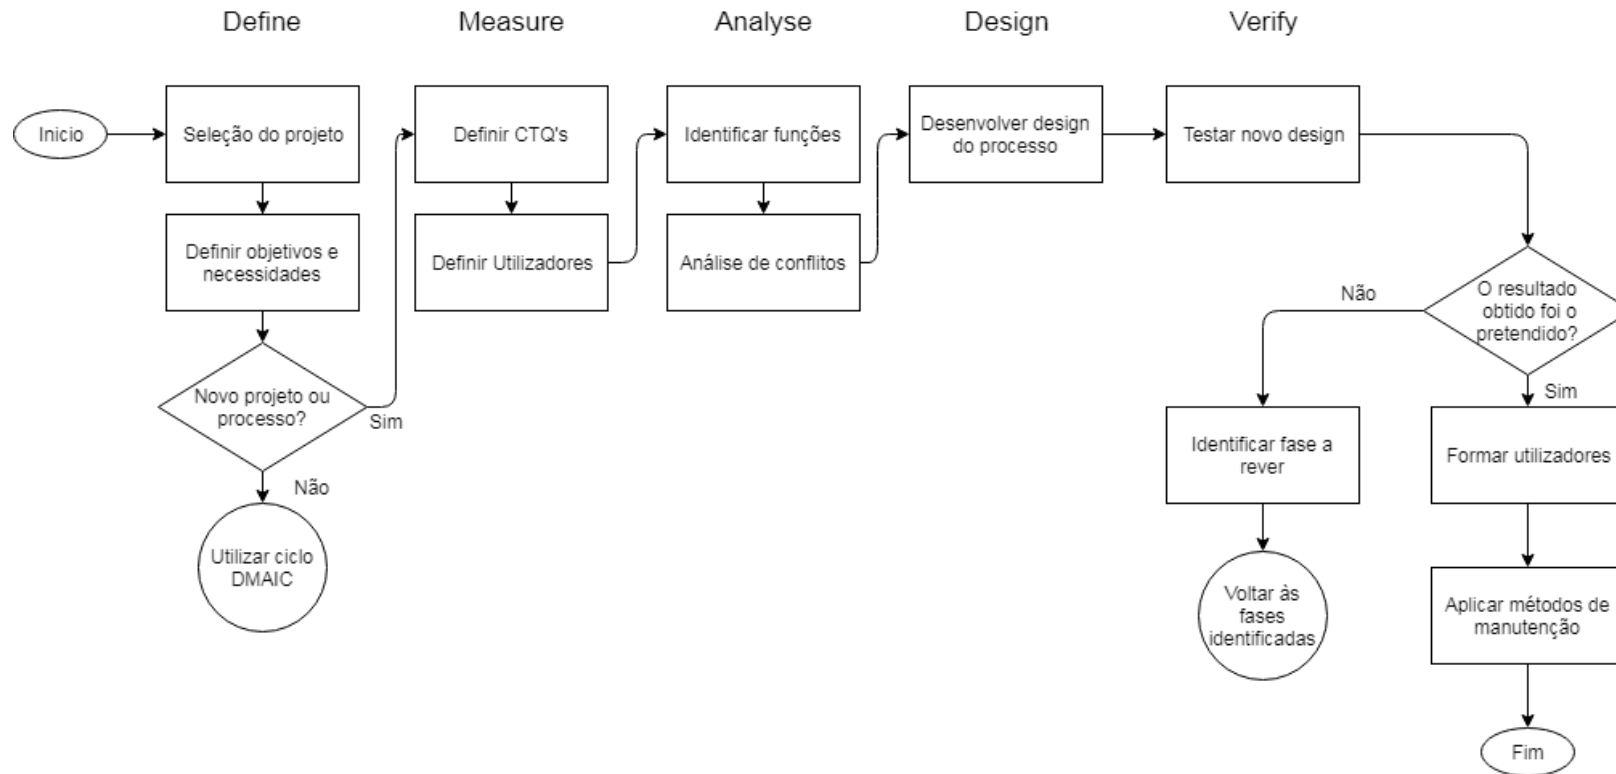 Define
Measure
Analyse
Design
Verify
Inicio
Seleção do projeto
Definir objetivos e
necessidades
Novo projeto ou
processo?
Sim
Não
Utilizar ciclo
DMAIC
Definir CTQ's
Definir Utilizadores
Identificar funções
Análise de conflitos
Desenvolver design
do processo
Testar novo design
O resultado
obtido foi o
pretendido?
Não
Sim
Identificar fase a
rever
Voltar às
fases
identificadas
Formar utilizadores
Aplicar métodos de
manutenção
Fim